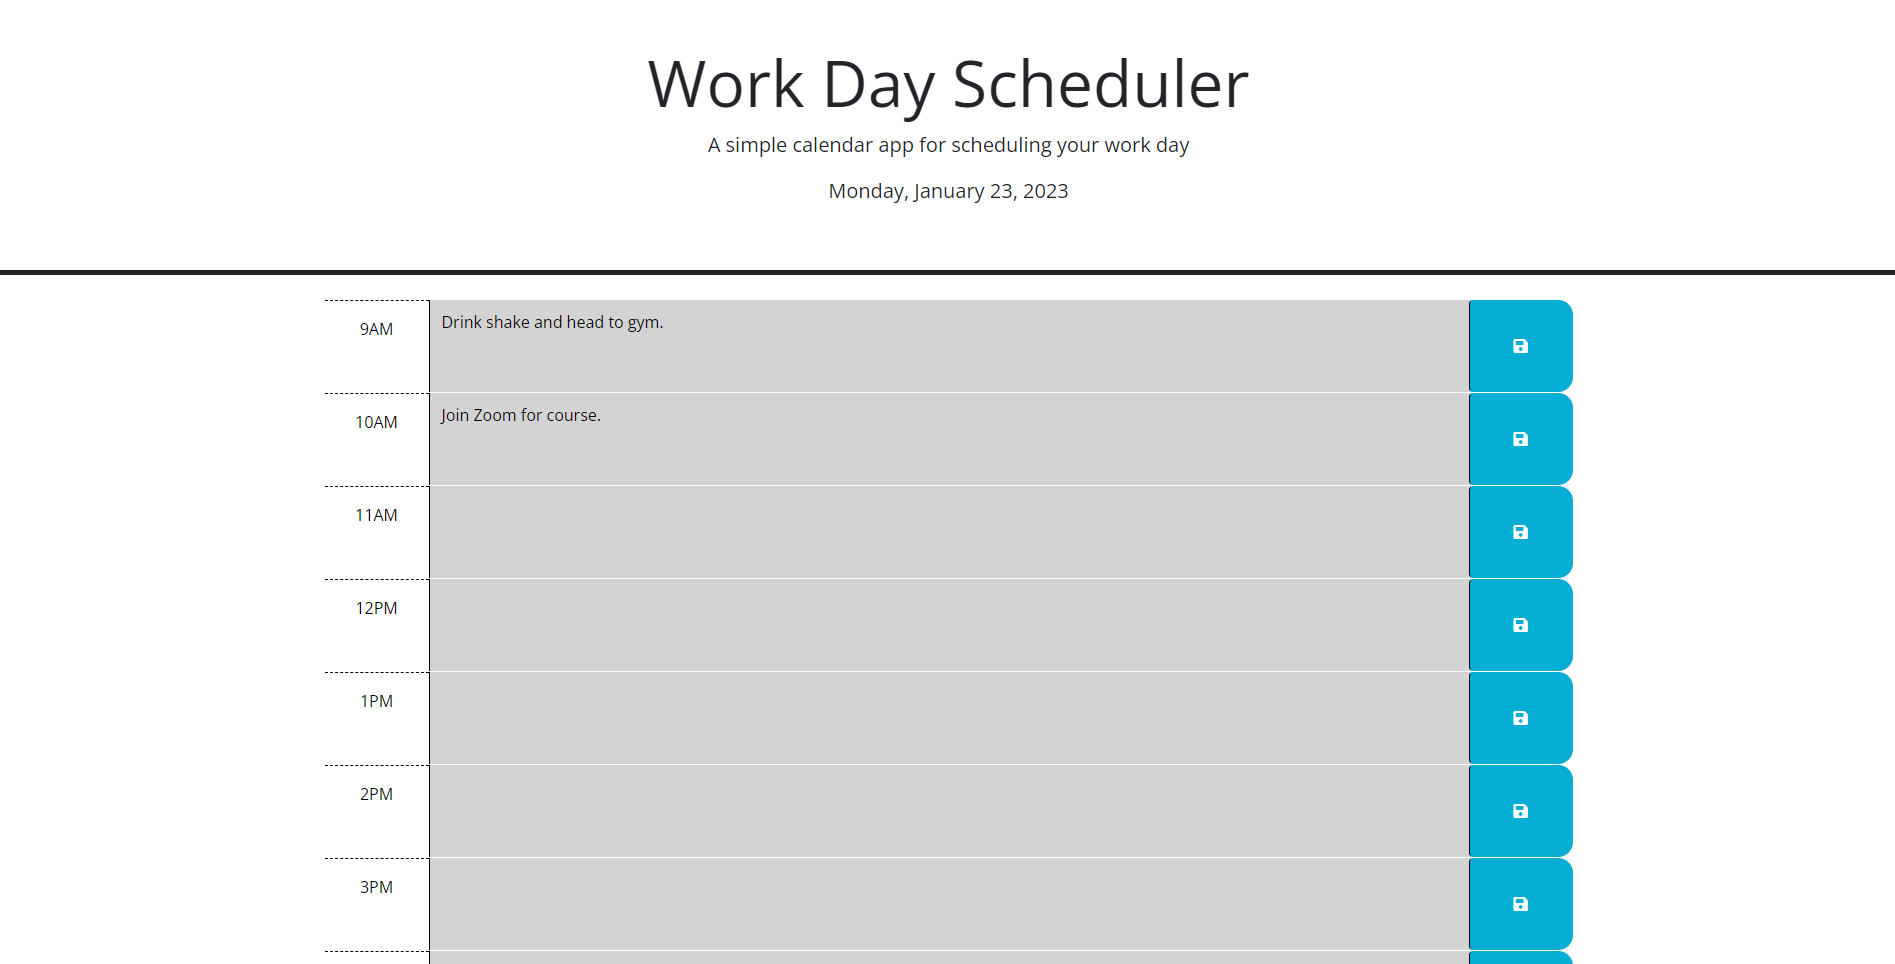 Work Day Scheduler
A simple calendar app for scheduling your work day
Monday, January 23, 2023
9AM
Drink shake and head to gym.
10AM
Join Zoom for course.
11AM
12PM
1PM
2PM
3PM